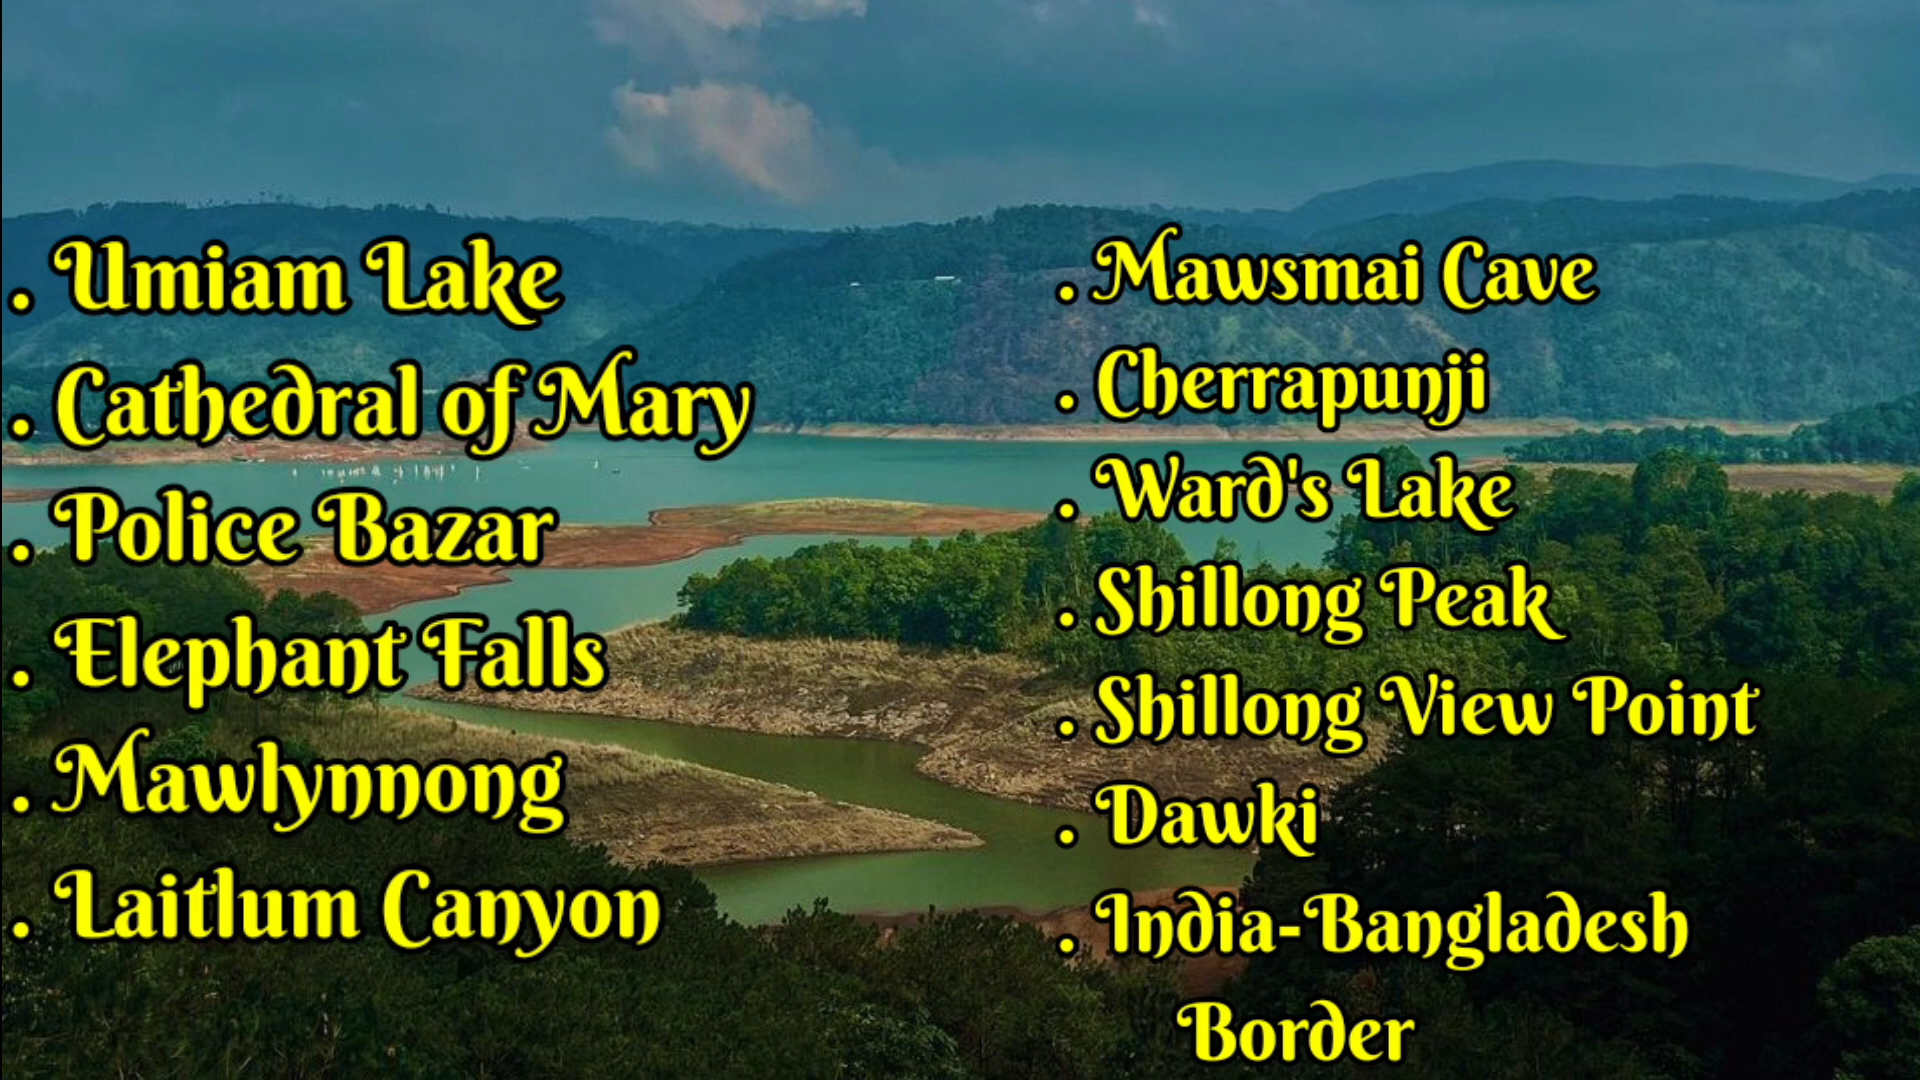 . Umiam Lake
. Cathedral of Mary
. Police Bazar
. Elephant Falls
. Mawlynnong
. Laitlum Canyon
. Mawsmai Cave
. Cherrapunji
. Ward's Lake
. Shillong Peak
. Shillong View Point
. Dawki
. India-Bangladesh
Border